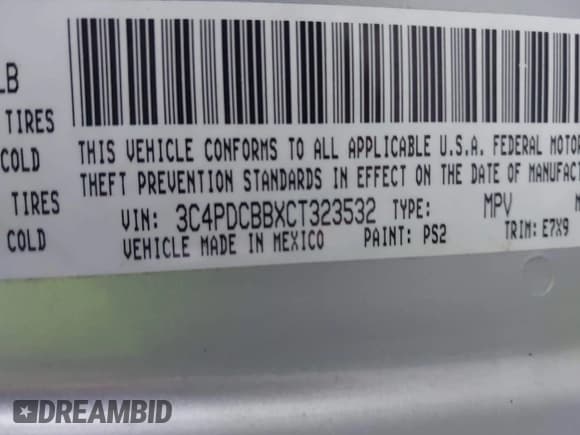 LB
TIRES
COLD
TIRES
COLD
THIS VEHICLE CONFORMS TO ALL APPLICABLE U.S.A. FEDERAL MOTOR
THEFT PREVENTION STANDARDS IN EFFECT ON THE DATE OF MANUFACT
VIN: 3C4PDCBBXCT323532 TYPE: MPV
VEHICLE MADE IN MEXICO PAINT: PS2 TRIM: E7X9
DREAMBID